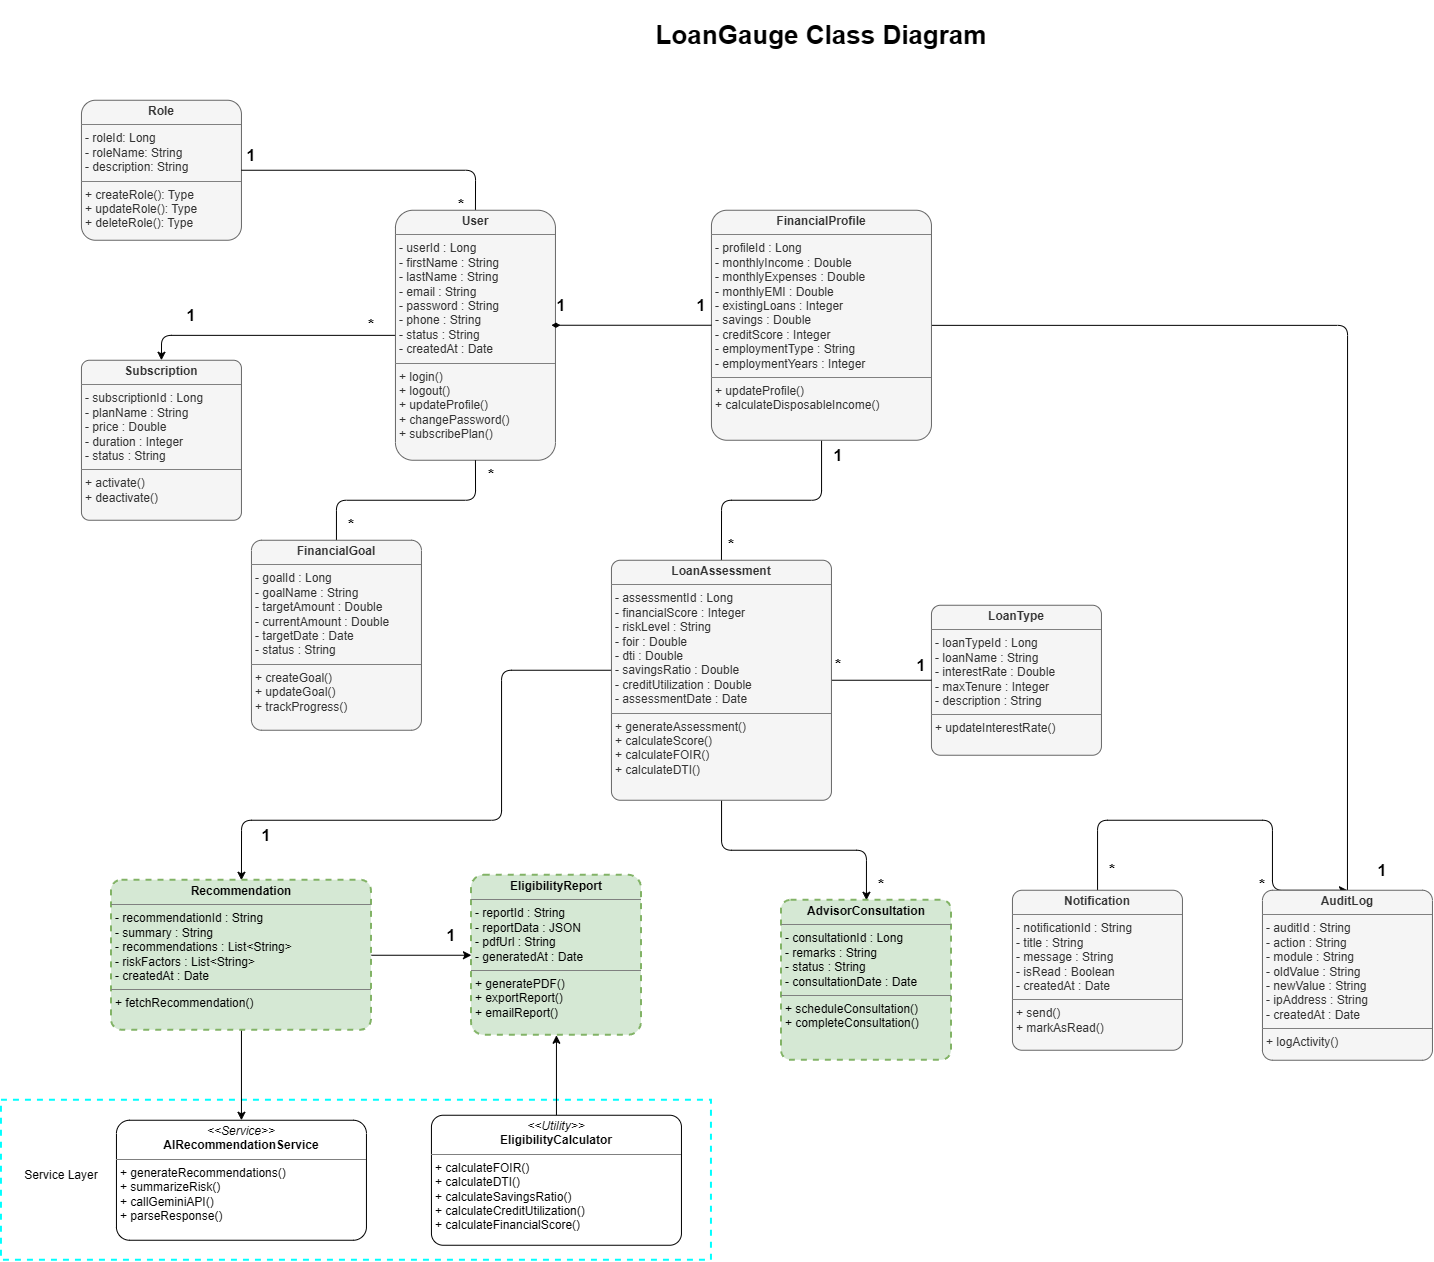 LoanGauge Class Diagram
Role
- roleId: Long
- roleName: String
- description: String
+ createRole(): Type
+ updateRole(): Type
+ deleteRole(): Type
1
*
User
- userId : Long
- firstName : String
- lastName : String
- email : String
- password : String
- phone : String
- status : String
- createdAt : Date
+ login()
+ logout()
+ updateProfile()
+ changePassword()
+ subscribePlan()
1
1
FinancialProfile
- profileId : Long
- monthlyIncome : Double
- monthlyExpenses : Double
- monthlyEMI : Double
- existingLoans : Integer
- savings : Double
- creditScore : Integer
- employmentType : String
- employmentYears : Integer
+ updateProfile()
+ calculateDisposableIncome()
1
*
Subscription
- subscriptionId : Long
- planName : String
- price : Double
- duration : Integer
- status : String
+ activate()
+ deactivate()
*
*
FinancialGoal
- goalId : Long
- goalName : String
- targetAmount : Double
- currentAmount : Double
- targetDate : Date
- status : String
+ createGoal()
+ updateGoal()
+ trackProgress()
1
*
LoanAssessment
- assessmentId : Long
- financialScore : Integer
- riskLevel : String
- foir : Double
- dti : Double
- savingsRatio : Double
- creditUtilization : Double
- assessmentDate : Date
+ generateAssessment()
+ calculateScore()
+ calculateFOIR()
+ calculateDTI()
*
1
LoanType
- loanTypeId : Long
- loanName : String
- interestRate : Double
- maxTenure : Integer
- description : String
+ updateInterestRate()
1
Recommendation
- recommendationId : String
- summary : String
- recommendations : List<String>
- riskFactors : List<String>
- createdAt : Date
+ fetchRecommendation()
1
EligibilityReport
- reportId : String
- reportData : JSON
- pdfUrl : String
- generatedAt : Date
+ generatePDF()
+ exportReport()
+ emailReport()
*
AdvisorConsultation
- consultationId : Long
- remarks : String
- status : String
- consultationDate : Date
+ scheduleConsultation()
+ completeConsultation()
*
Notification
- notificationId : String
- title : String
- message : String
- isRead : Boolean
- createdAt : Date
+ send()
+ markAsRead()
*
1
AuditLog
- auditId : String
- action : String
- module : String
- oldValue : String
- newValue : String
- ipAddress : String
- createdAt : Date
+ logActivity()
Service Layer
<<Service>>
AIRecommendationService
+ generateRecommendations()
+ summarizeRisk()
+ callGeminiAPI()
+ parseResponse()
<<Utility>>
EligibilityCalculator
+ calculateFOIR()
+ calculateDTI()
+ calculateSavingsRatio()
+ calculateCreditUtilization()
+ calculateFinancialScore()